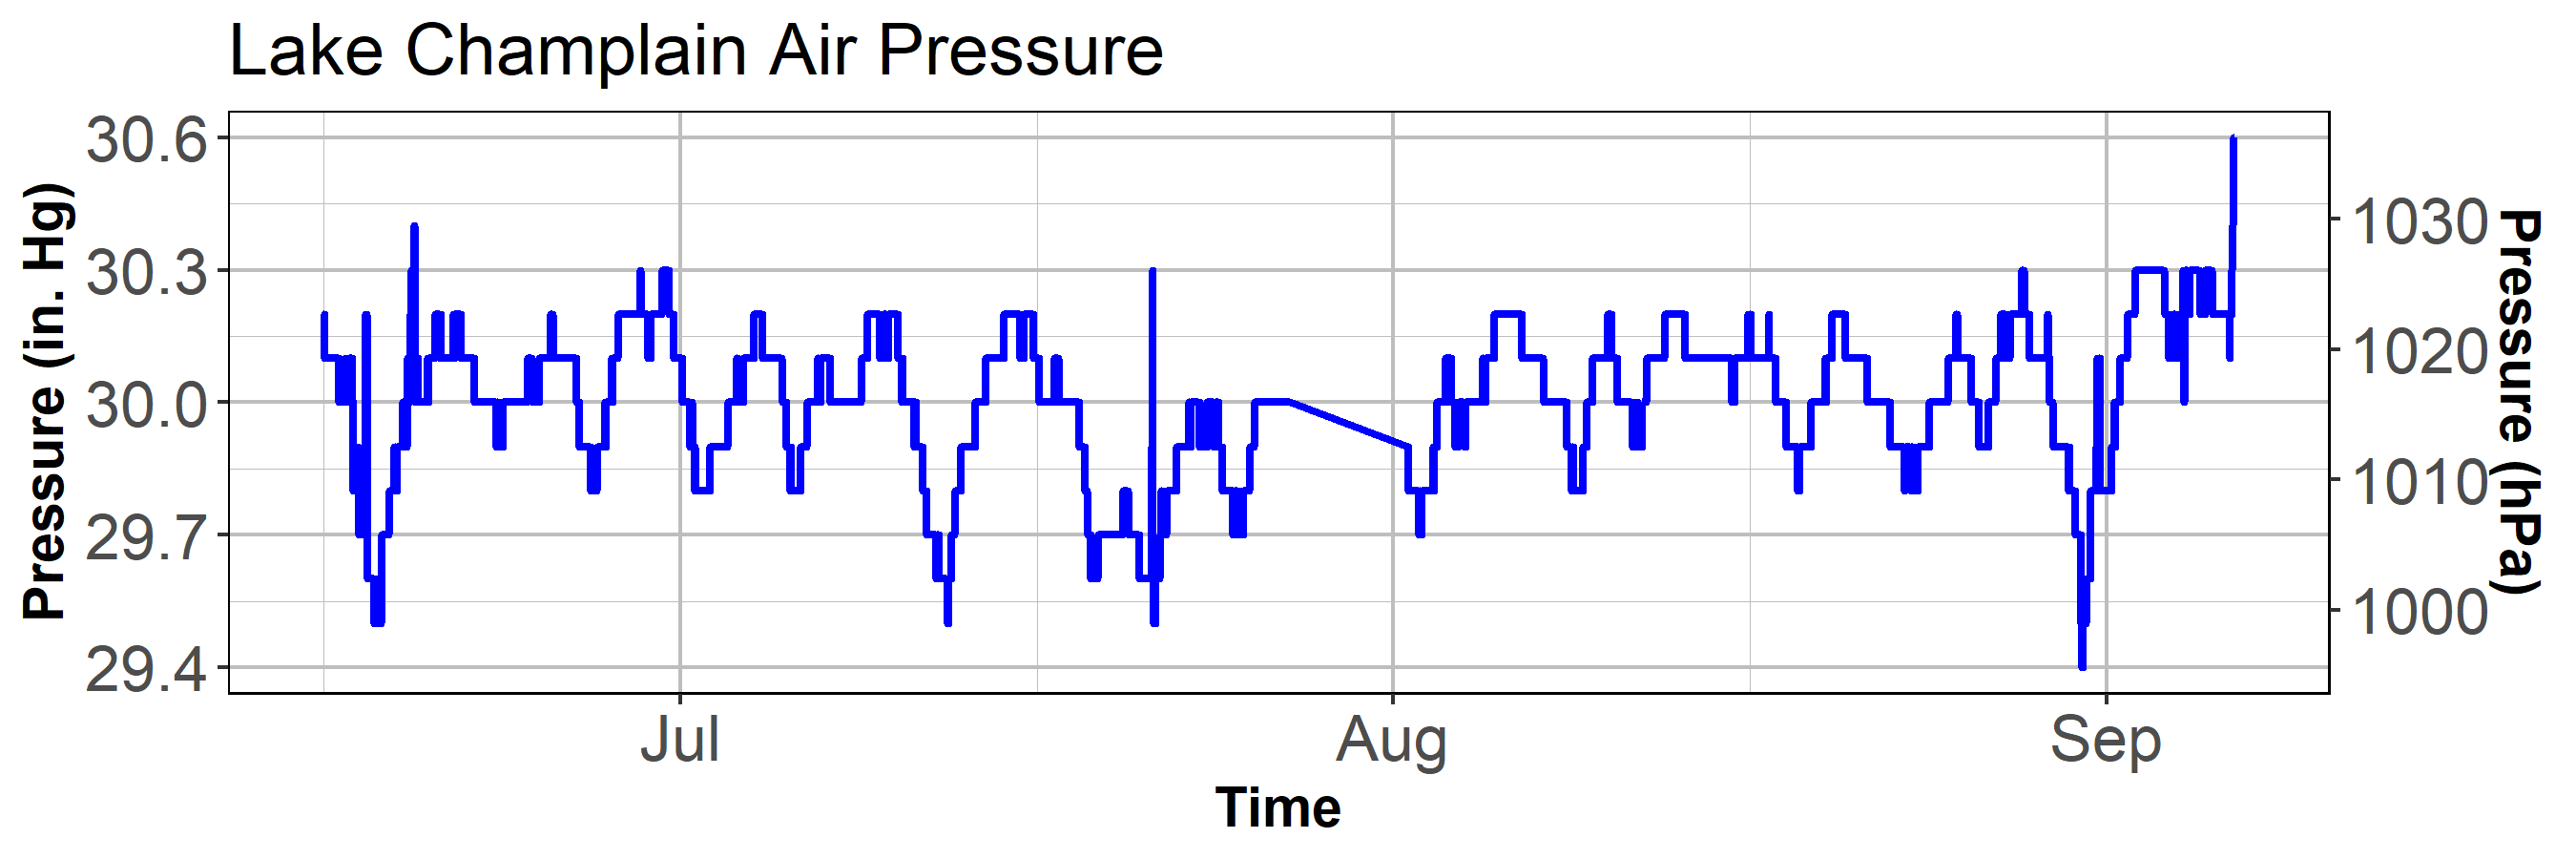 Lake Champlain Air Pressure
30.6
30.3
30.0
29.7
29.4
Pressure (in. Hg)
1030
1020
1010
1000
Pressure (hPa)
Jul Aug Sep
Time